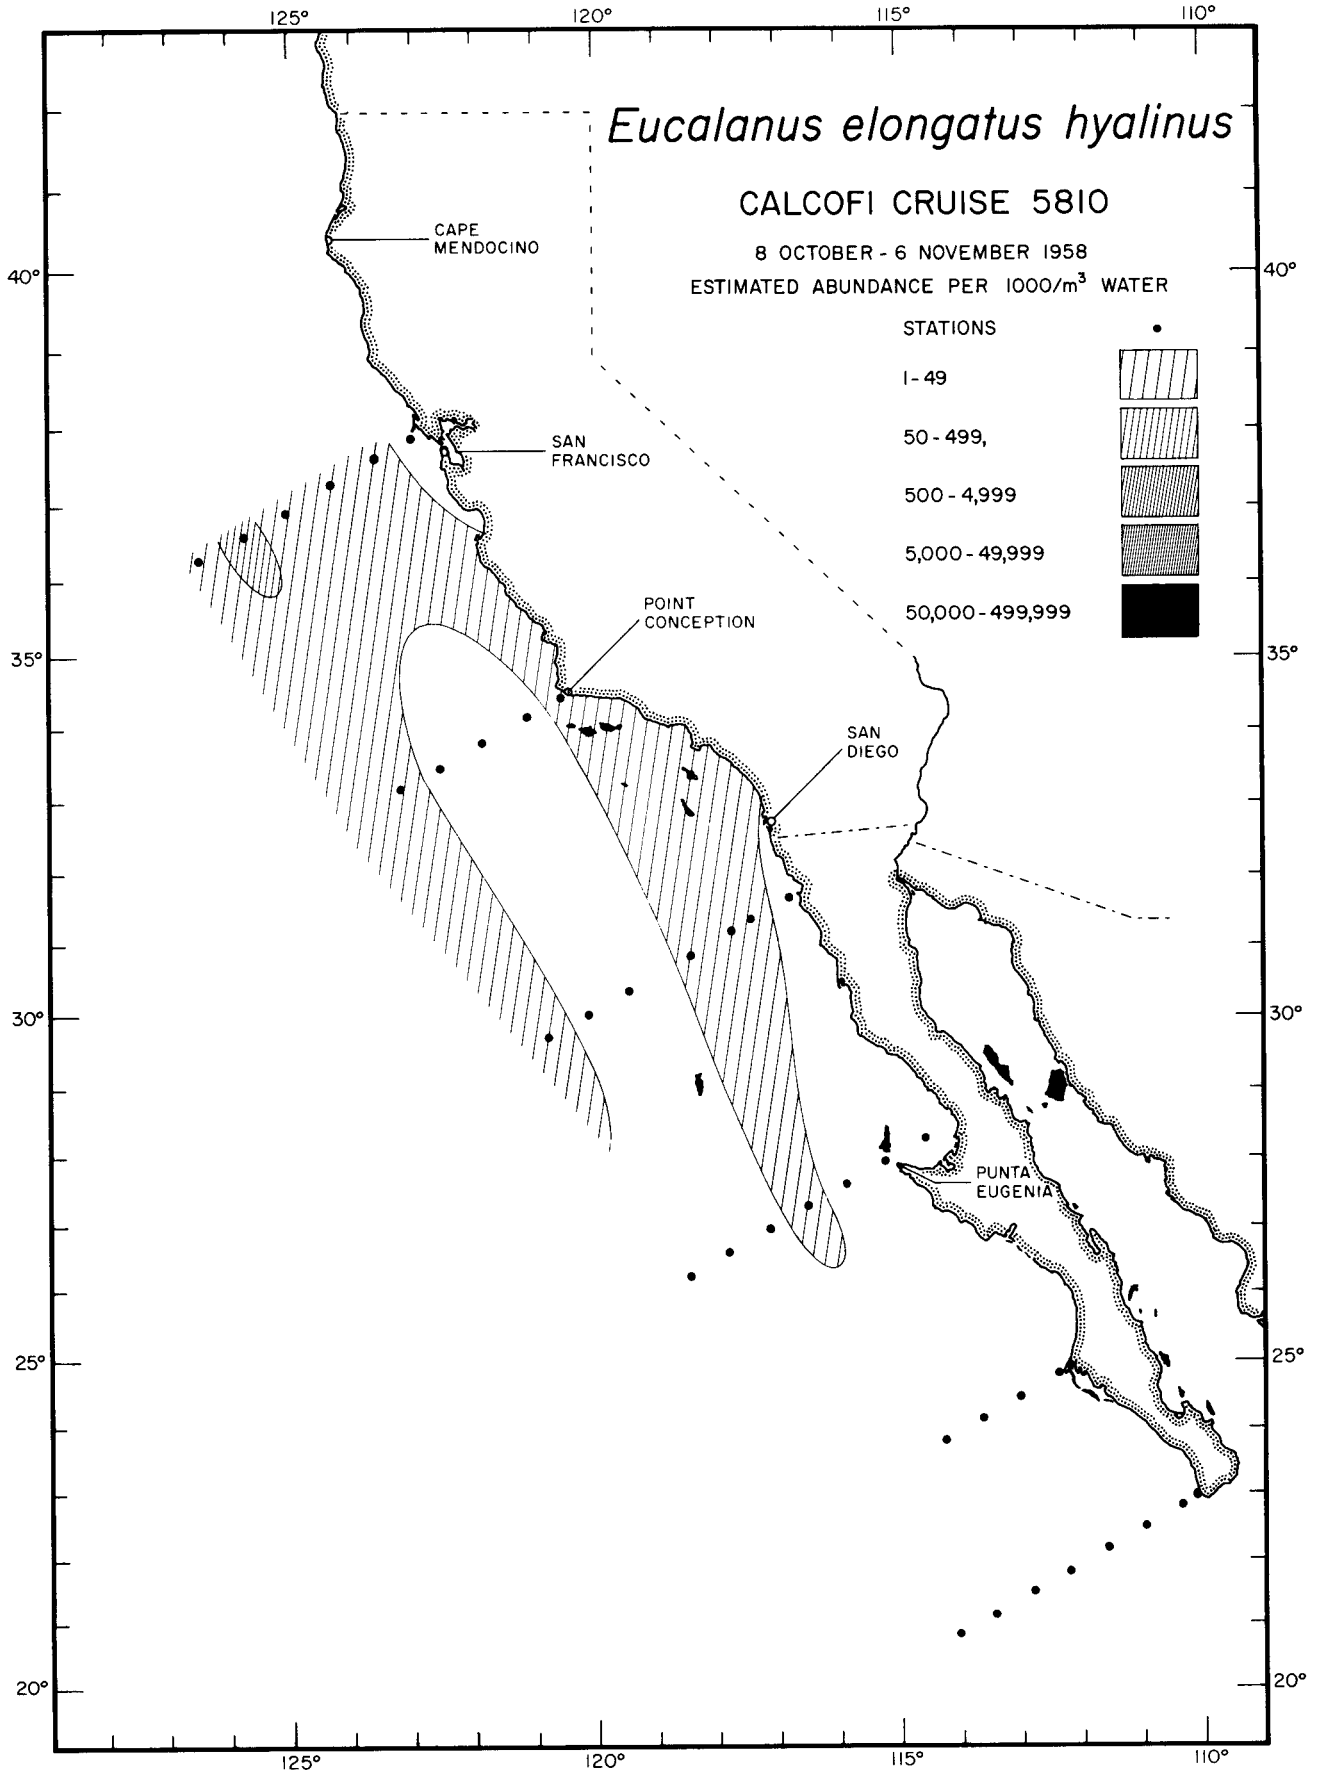 125°
120°
115°
110°
Eucalanus elongatus hyalinus
CALCOFI CRUISE 5810
8 OCTOBER - 6 NOVEMBER 1958
ESTIMATED ABUNDANCE PER 1000/m³ WATER
STATIONS
1-49
50-499,
500-4,999
5,000-49,999
50,000-499,999
CAPE
MENDOCINO
40°
40°
SAN
FRANCISCO
POINT
CONCEPTION
35°
35°
SAN
DIEGO
30°
30°
PUNTA
EUGENIA
25°
25°
20°
20°
125°
120°
115°
110°